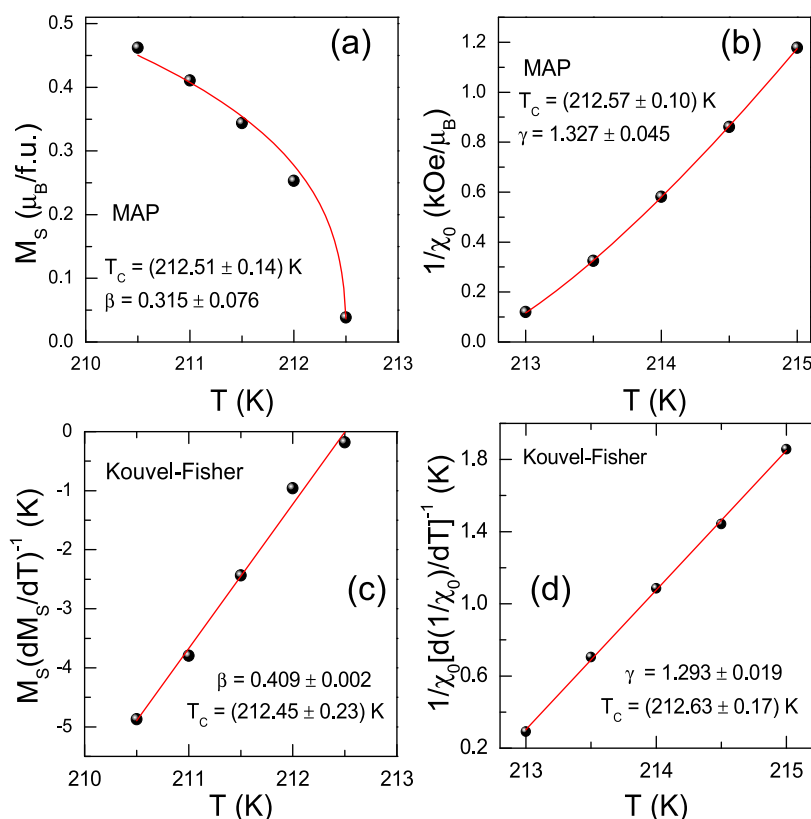 (a)
MAP
T_C = (212.51 ± 0.14) K
β = 0.315 ± 0.076
M_S (μ_B/f.u.)
0.5
0.4
0.3
0.2
0.1
0.0
210 211 212 213
T (K)
(b)
MAP
T_C = (212.57 ± 0.10) K
γ = 1.327 ± 0.045
1/χ_0 (kOe/μ_B)
1.2
1.0
0.8
0.6
0.4
0.2
0.0
213 214 215
T (K)
Kouvel-Fisher
(c)
β = 0.409 ± 0.002
T_C = (212.45 ± 0.23) K
M_S(dM_S/dT)^-1 (K)
0
-1
-2
-3
-4
-5
210 211 212 213
T (K)
Kouvel-Fisher
(d)
γ = 1.293 ± 0.019
T_C = (212.63 ± 0.17) K
1/χ_0[d(1/χ_0)/dT]^-1 (K)
1.8
1.4
1.0
0.6
0.2
213 214 215
T (K)